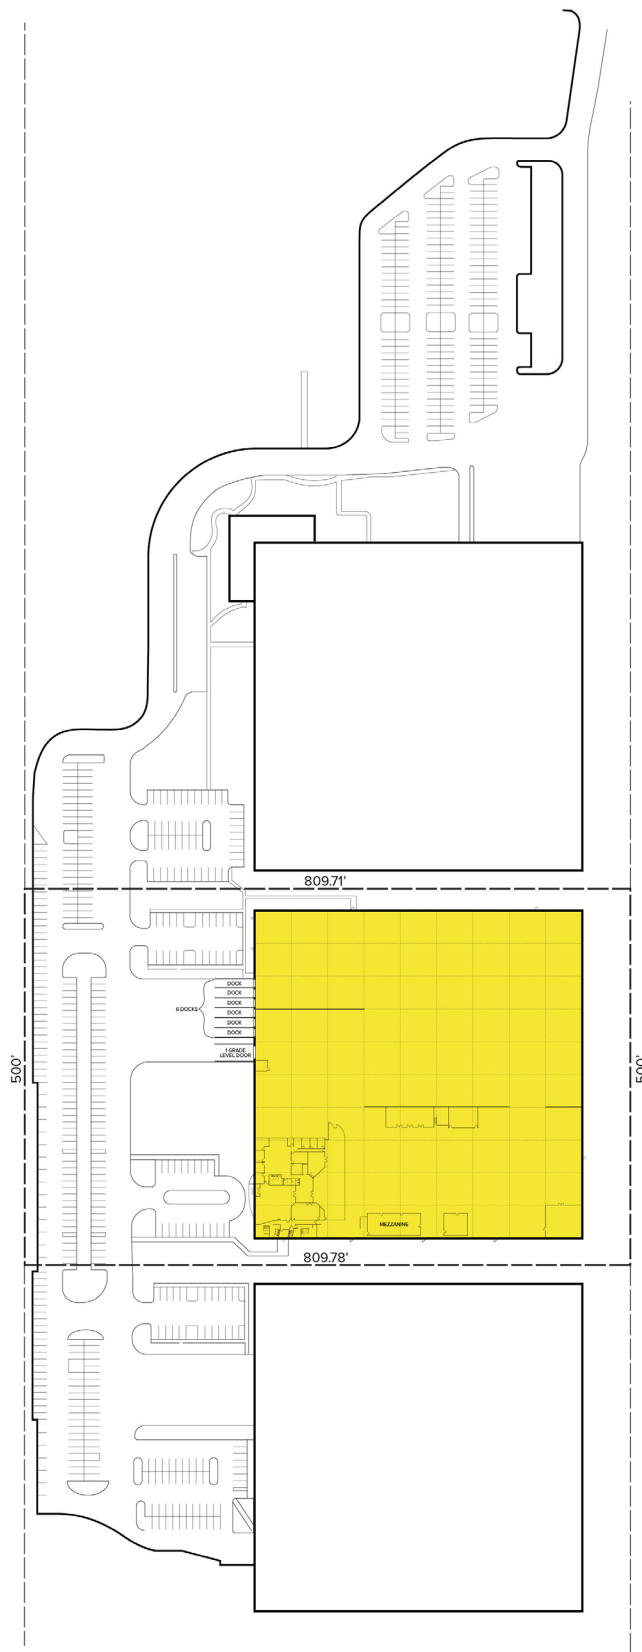 809.71'
DOCK
DOCK
DOCK
6 DOCKS
DOCK
DOCK
DOCK
1 GRADE
LEVEL DOOR
500'
500'
MEZZANINE
809.78'